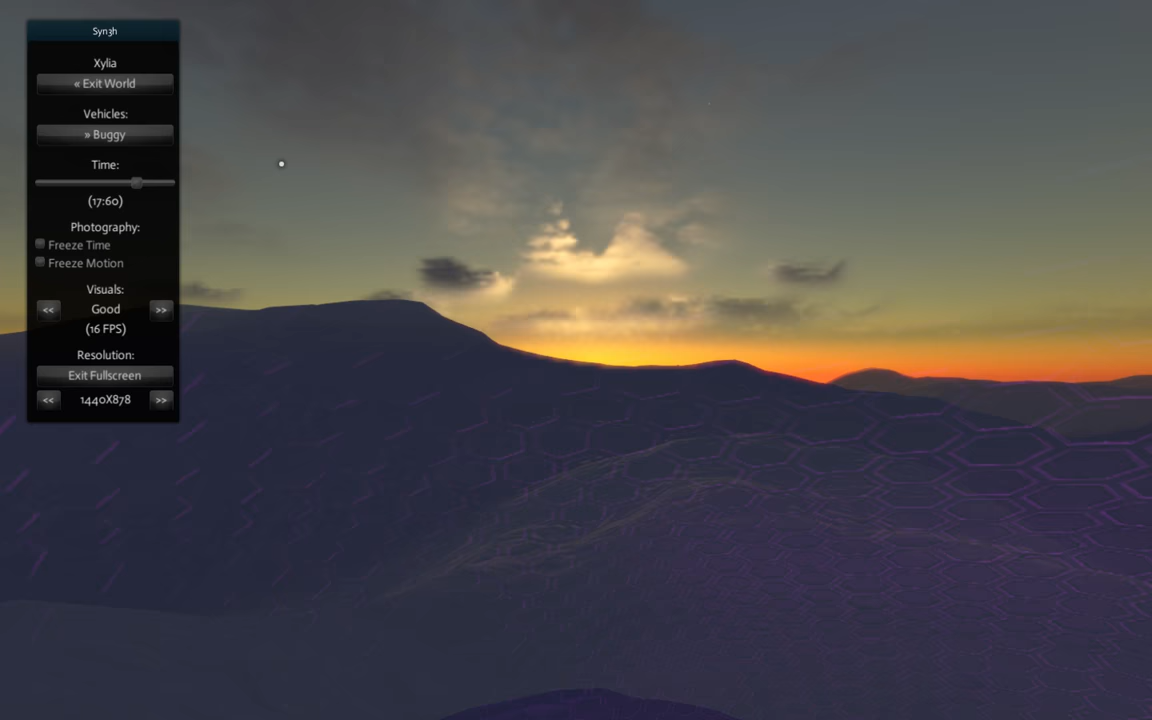 Syn3h
Xylia
« Exit World
Vehicles:
» Buggy
Time:
(17:60)
Photography:
Freeze Time
Freeze Motion
Visuals:
<< Good >>
(16 FPS)
Resolution:
Exit Fullscreen
<< 1440X878 >>